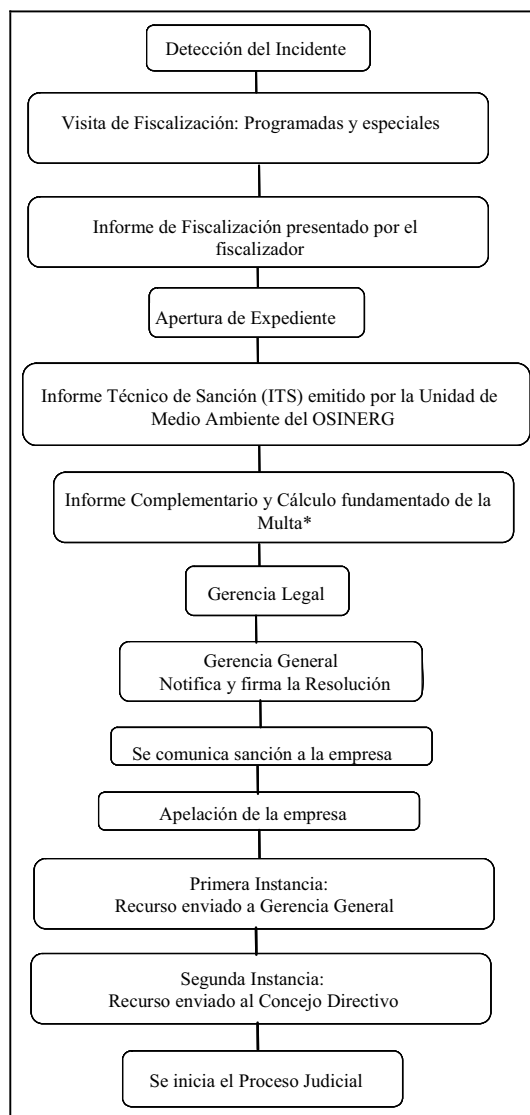 Detección del Incidente
Visita de Fiscalización: Programadas y especiales
Informe de Fiscalización presentado por el
fiscalizador
Apertura de Expediente
Informe Técnico de Sanción (ITS) emitido por la Unidad de
Medio Ambiente del OSINERG
Informe Complementario y Cálculo fundamentado de la
Multa*
Gerencia Legal
Gerencia General
Notifica y firma la Resolución
Se comunica sanción a la empresa
Apelación de la empresa
Primera Instancia:
Recurso enviado a Gerencia General
Segunda Instancia:
Recurso enviado al Concejo Directivo
Se inicia el Proceso Judicial